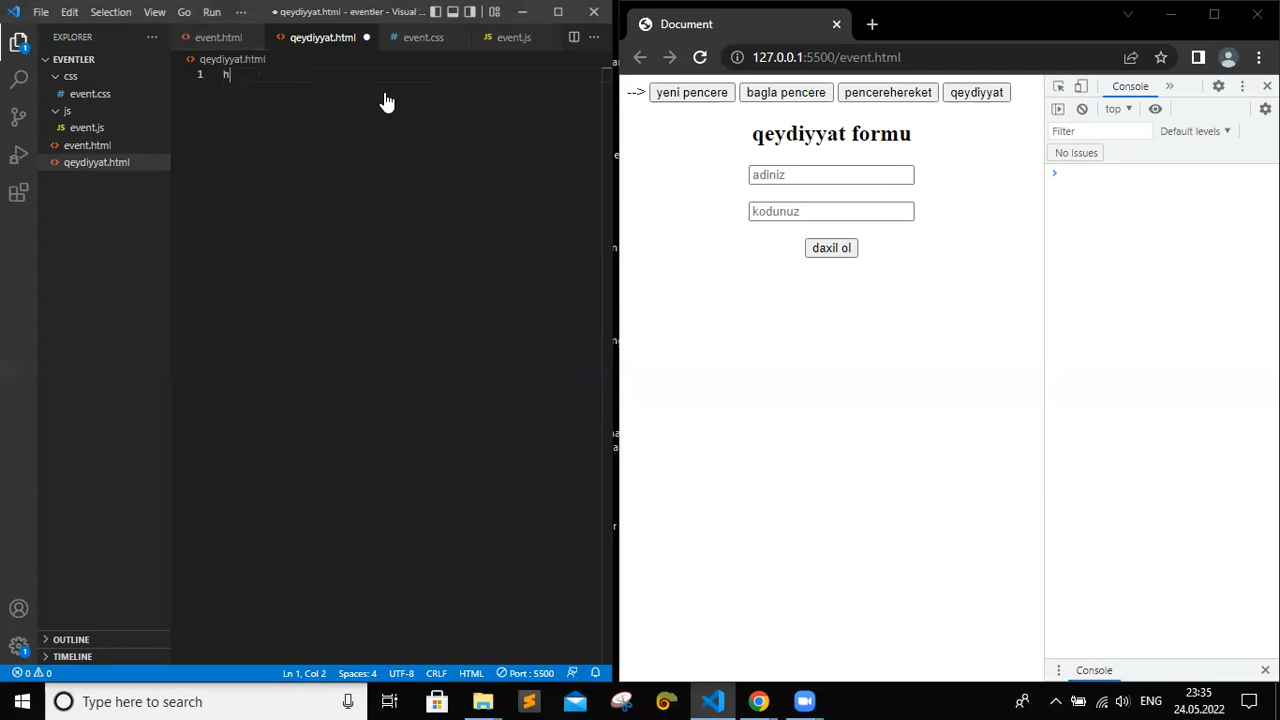 File Edit Selection View Go Run ··· ● qeydiyyat.html - eventler - Visual ...
EXPLORER ···
EVENTLER
css
# event.css
js
JS event.js
<> event.html
<> qeydiyyat.html
OUTLINE
TIMELINE
<> event.html
<> qeydiyyat.html ●
# event.css
JS event.js
<> qeydiyyat.html
1 h
0 0 Ln 1, Col 2 Spaces: 4 UTF-8 CRLF HTML Port : 5500
Document
127.0.0.1:5500/event.html
--> yeni pencere bagla pencere pencerehereket qeydiyyat
qeydiyyat formu
adiniz
kodunuz
daxil ol
Console »
top ▼
Filter Default levels ▼
No Issues
>
Console
Type here to search
ENG 23:35
24.05.2022